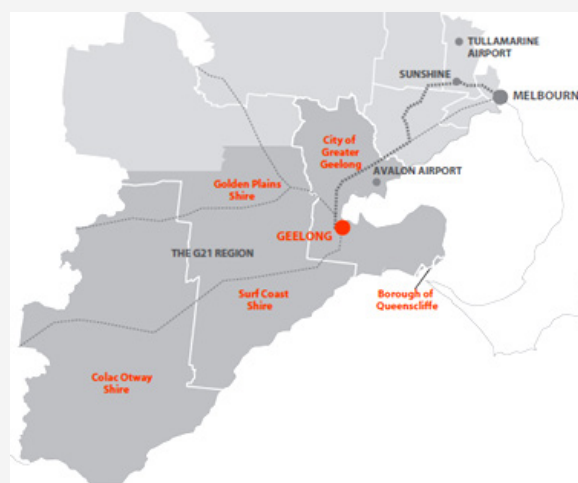 TULLAMARINE
AIRPORT
SUNSHINE
MELBOURN
City of
Greater
Geelong
AVALON AIRPORT
Golden Plains
Shire
GEELONG
THE G21 REGION
Surf Coast
Shire
Borough of
Queenscliffe
Colac Otway
Shire